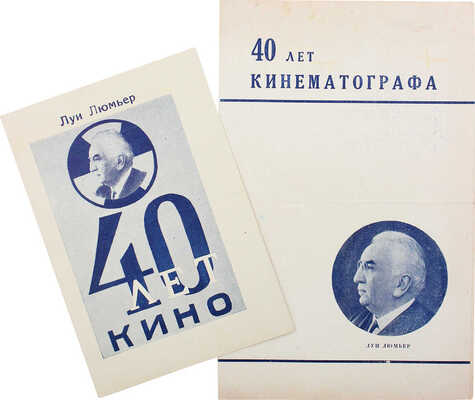 Луи Люмьер
40
ЛЕТ
КИНО
40 ЛЕТ
КИНЕМАТОГРАФА
ЛУИ ЛЮМЬЕР